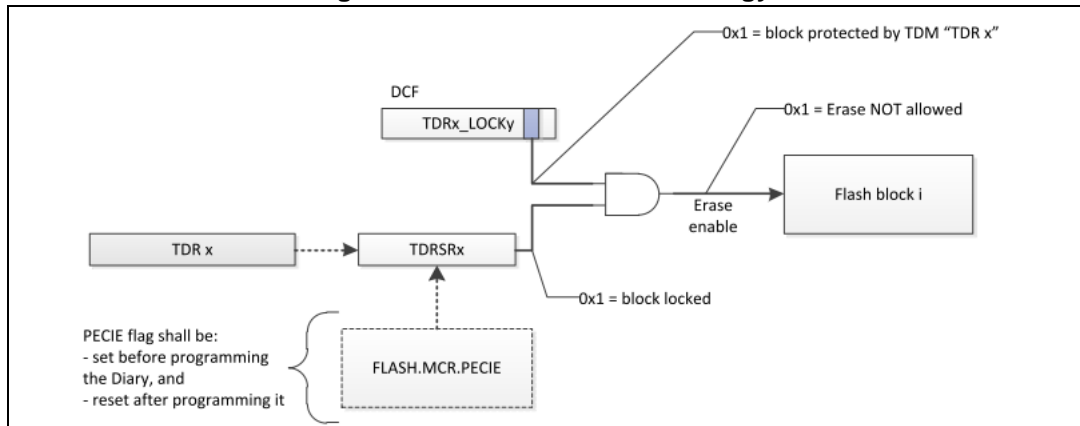 0x1 = block protected by TDM “TDR x”
DCF
TDRx_LOCKy
0x1 = Erase NOT allowed
Flash block i
Erase
enable
TDR x
TDRSRx
0x1 = block locked
PECIE flag shall be:
- set before programming
the Diary, and
- reset after programming it
FLASH.MCR.PECIE